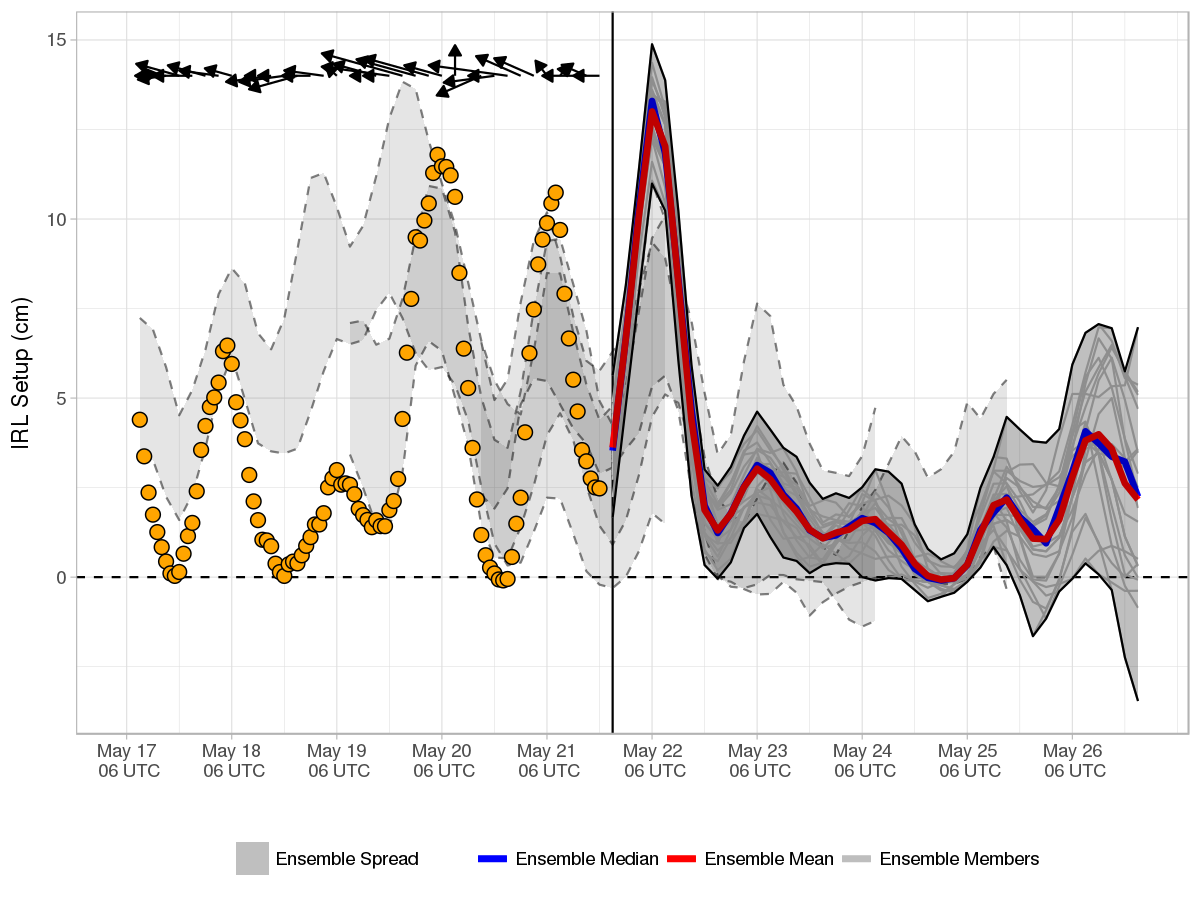 15
10
5
0
IRL Setup (cm)
May 17 May 18 May 19 May 20 May 21 May 22 May 23 May 24 May 25 May 26
06 UTC 06 UTC 06 UTC 06 UTC 06 UTC 06 UTC 06 UTC 06 UTC 06 UTC 06 UTC
Ensemble Spread Ensemble Median Ensemble Mean Ensemble Members